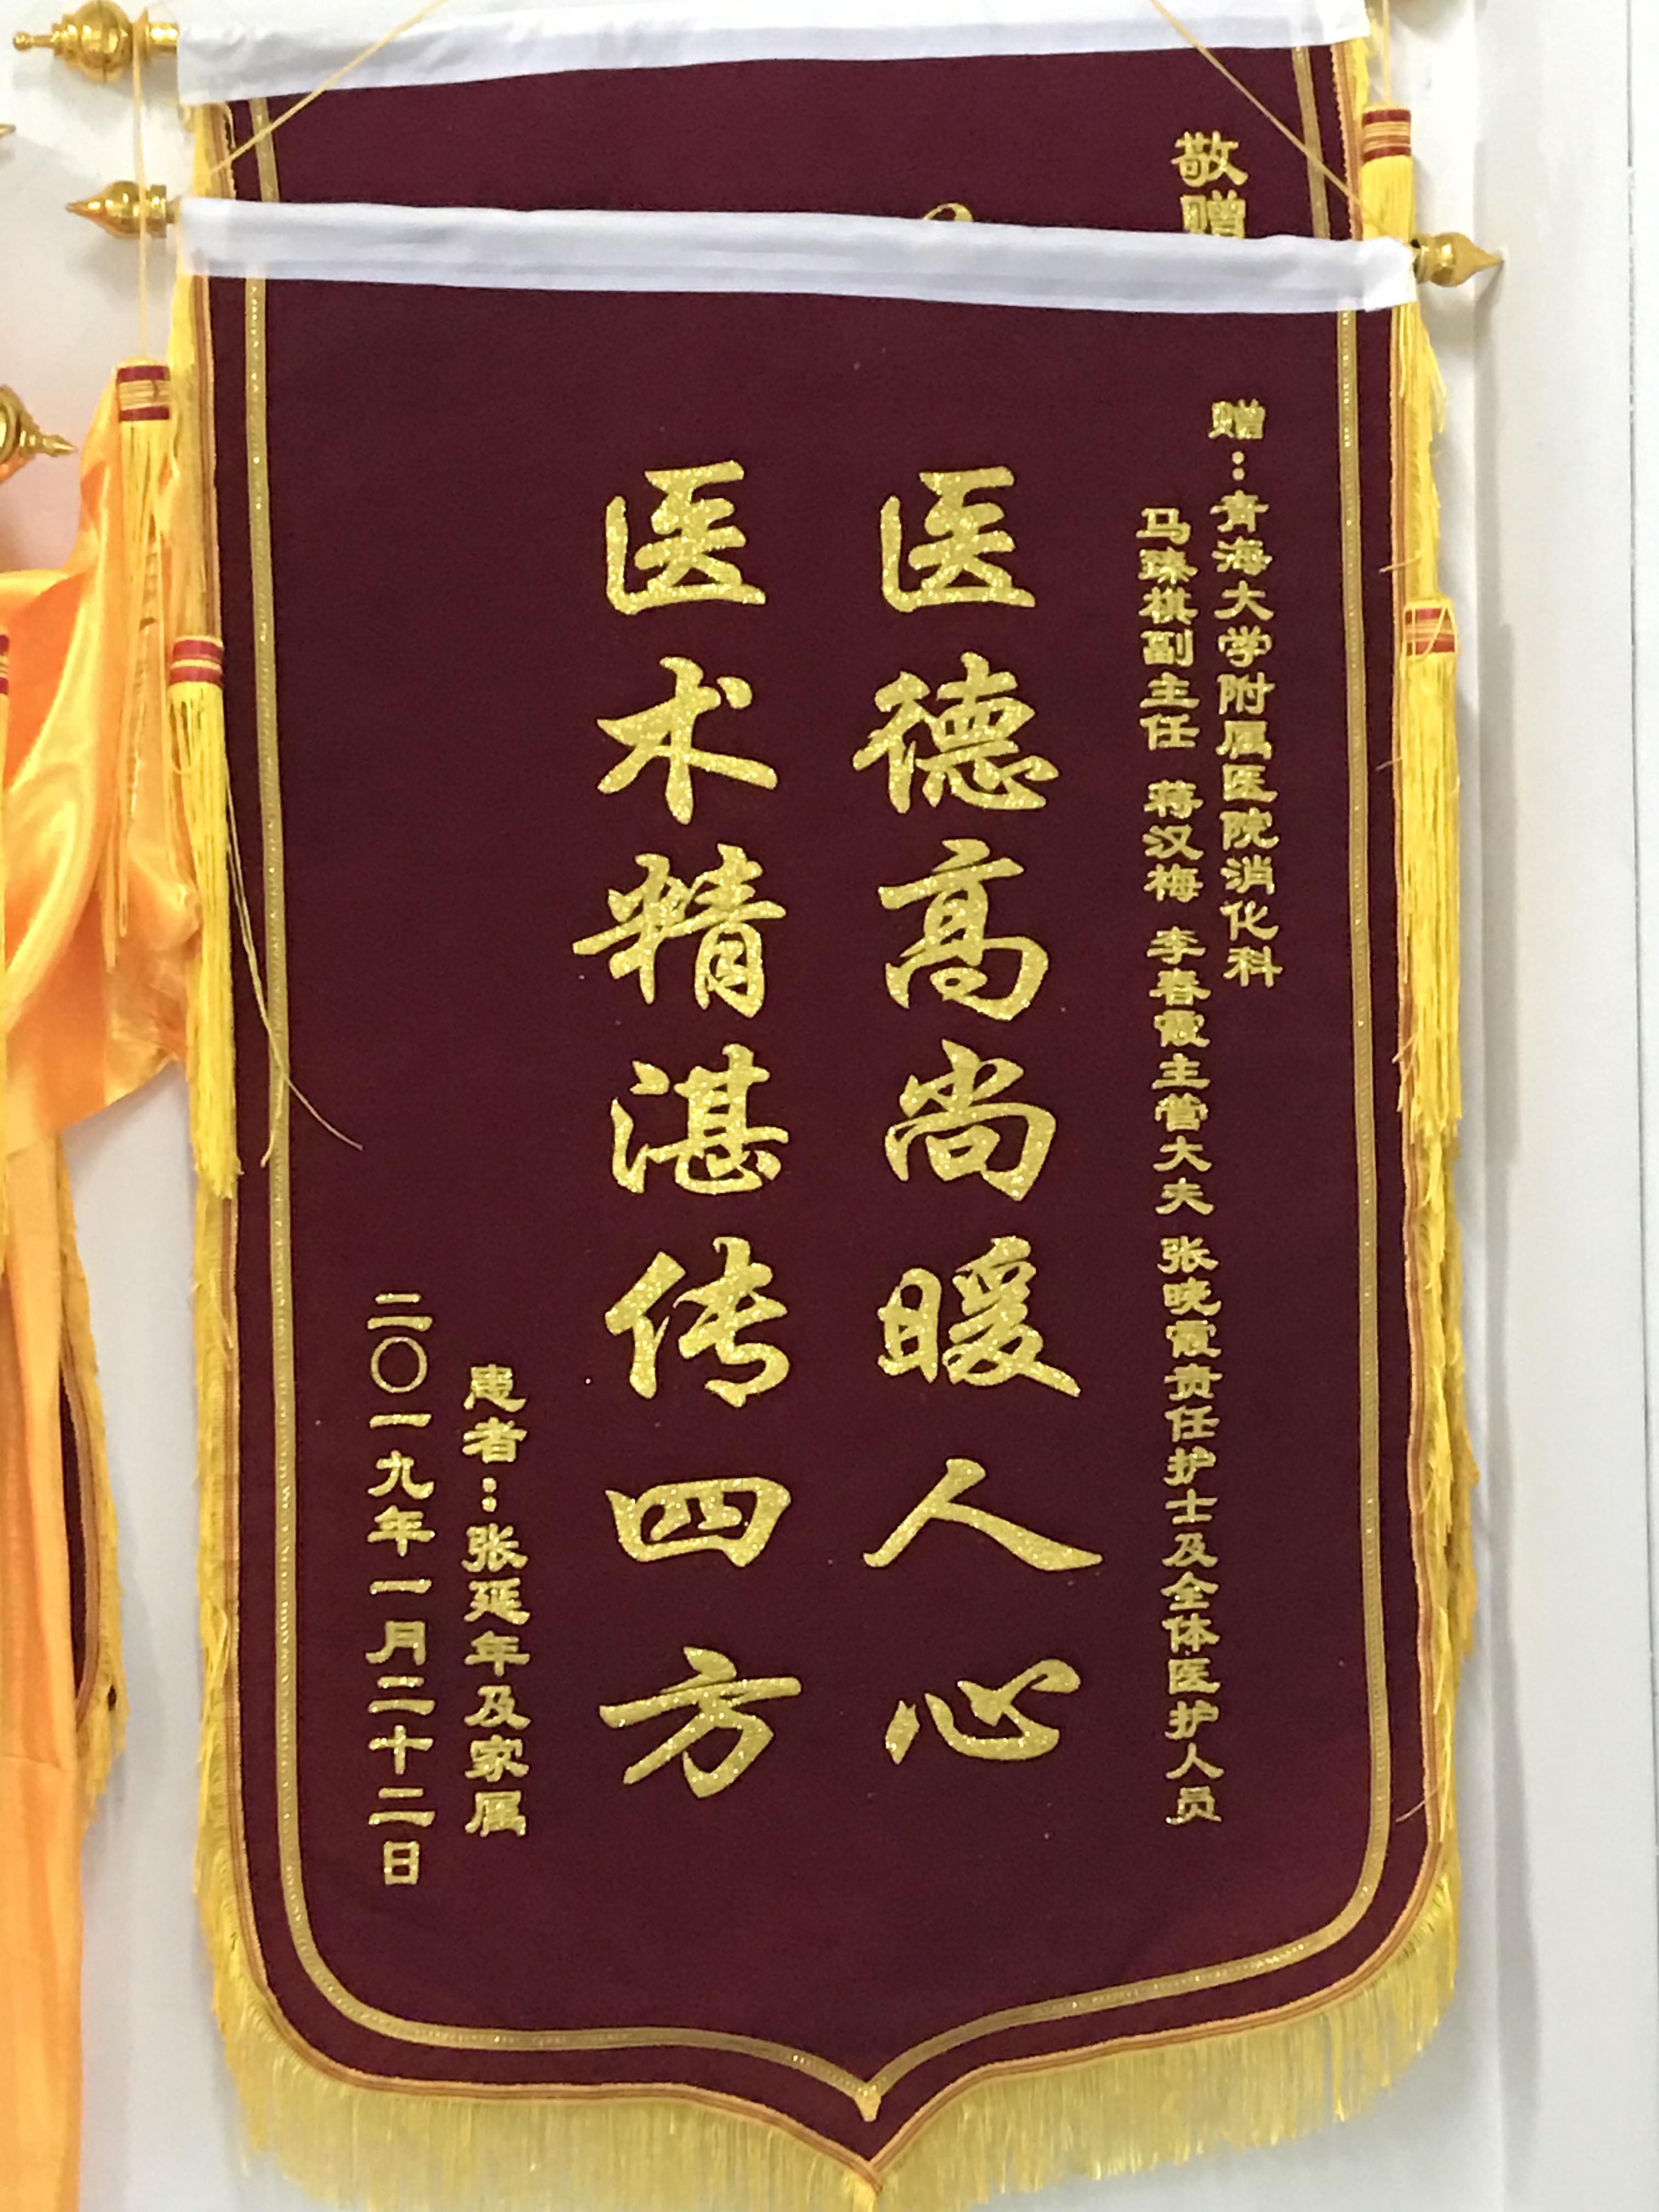 敬赠
赠：青海大学附属医院消化科
马臻祺副主任 蒋汉梅 李春霞主管大夫 张晓霞责任护士及全体医护人员
医德高尚暖人心
医术精湛传四方
患者：张延年及家属
二〇一九年一月二十二日